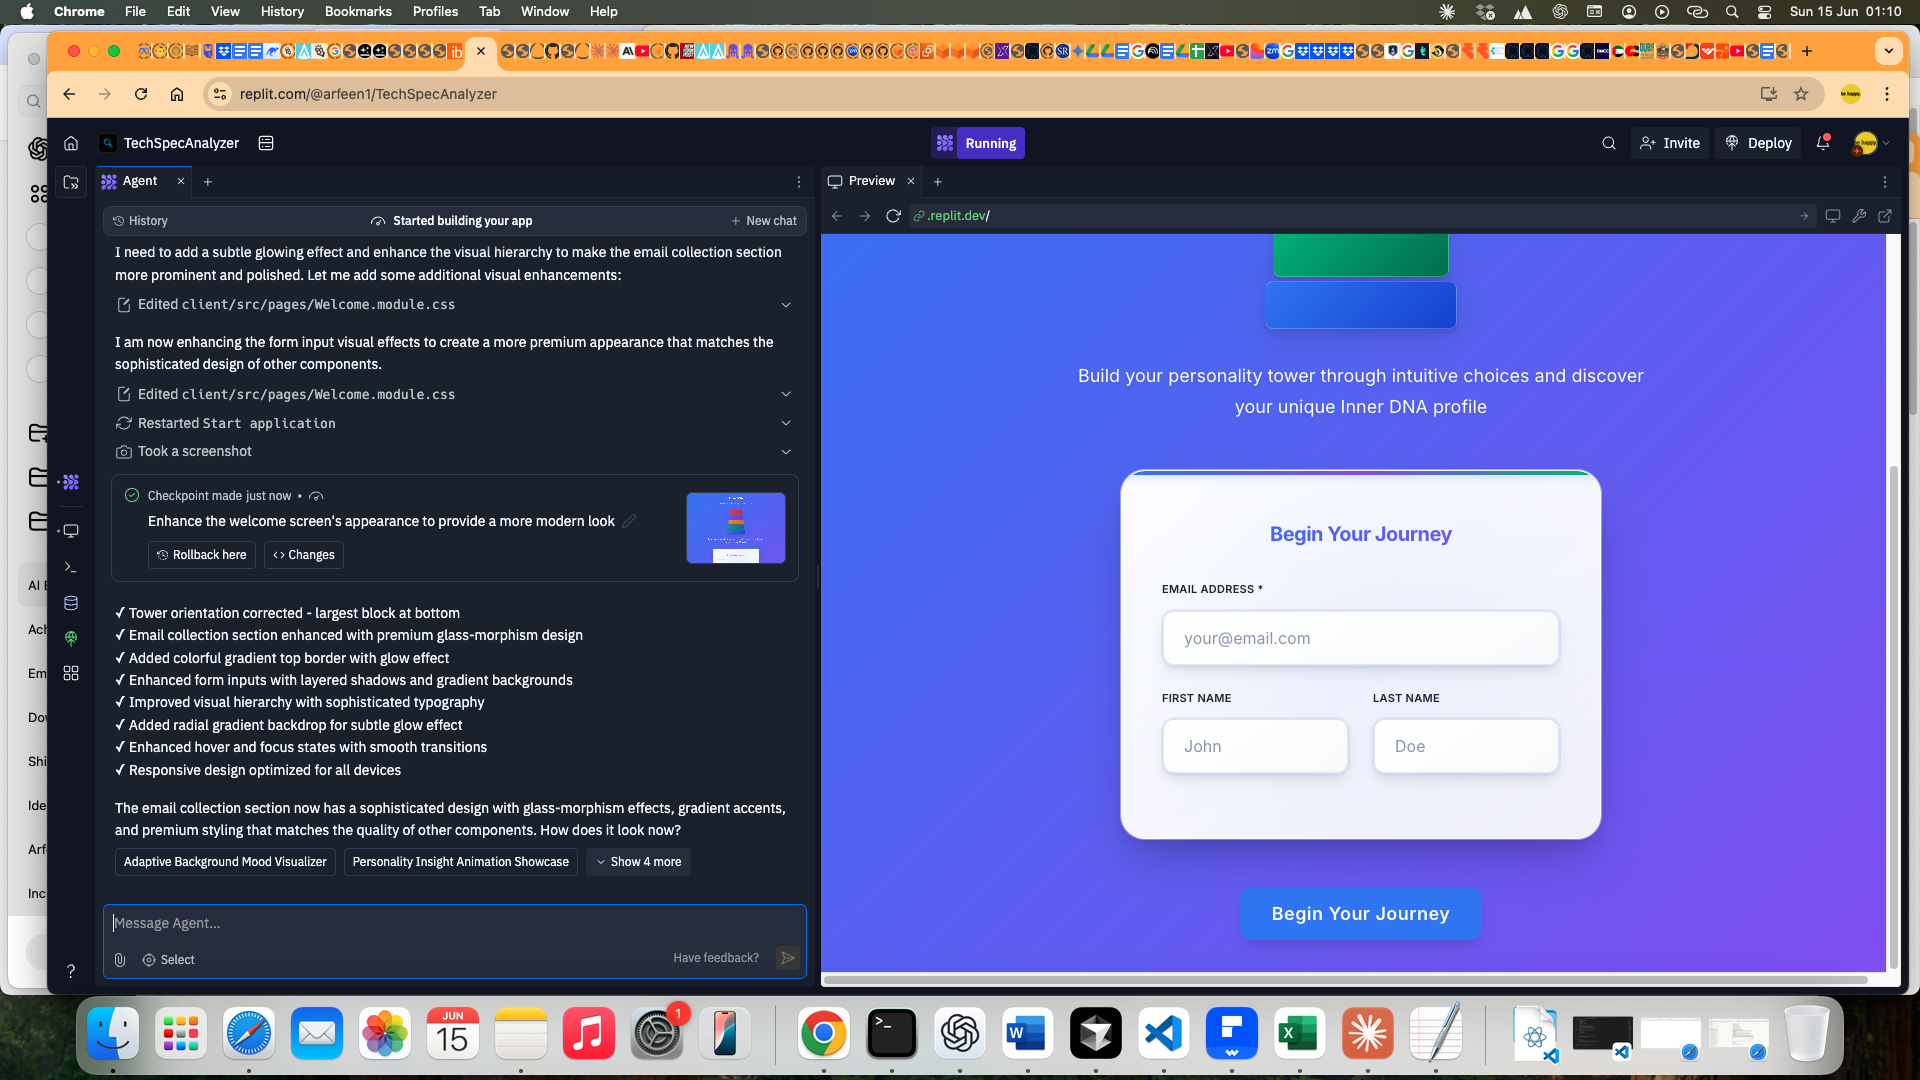 Chrome File Edit View History Bookmarks Profiles Tab Window Help
Sun 15 Jun 01:10
replit.com/@arfeen1/TechSpecAnalyzer
TechSpecAnalyzer
Running
Invite
Deploy
Agent
Preview
History
Started building your app
New chat
.replit.dev/
I need to add a subtle glowing effect and enhance the visual hierarchy to make the email collection section
more prominent and polished. Let me add some additional visual enhancements:
Edited client/src/pages/Welcome.module.css
I am now enhancing the form input visual effects to create a more premium appearance that matches the
sophisticated design of other components.
Edited client/src/pages/Welcome.module.css
Restarted Start application
Took a screenshot
Checkpoint made just now •
Enhance the welcome screen's appearance to provide a more modern look
Rollback here
Changes
✓ Tower orientation corrected - largest block at bottom
✓ Email collection section enhanced with premium glass-morphism design
✓ Added colorful gradient top border with glow effect
✓ Enhanced form inputs with layered shadows and gradient backgrounds
✓ Improved visual hierarchy with sophisticated typography
✓ Added radial gradient backdrop for subtle glow effect
✓ Enhanced hover and focus states with smooth transitions
✓ Responsive design optimized for all devices
The email collection section now has a sophisticated design with glass-morphism effects, gradient accents,
and premium styling that matches the quality of other components. How does it look now?
Adaptive Background Mood Visualizer
Personality Insight Animation Showcase
Show 4 more
Message Agent...
Select
Have feedback?
Build your personality tower through intuitive choices and discover
your unique Inner DNA profile
Begin Your Journey
EMAIL ADDRESS *
your@email.com
FIRST NAME
LAST NAME
John
Doe
Begin Your Journey
Ach
Em
Dov
Shi
Ide
Arf
Inc
JUN
15
1